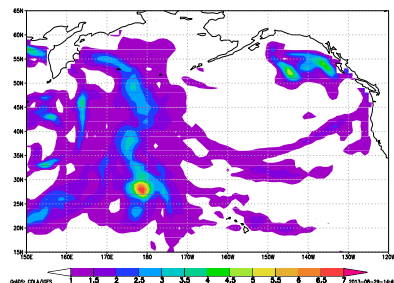 65N
60N
55N
50N
45N
40N
35N
30N
25N
20N
15N
150E 160E 170E 180 170W 160W 150W 140W 130W 120W
1 1.5 2 2.5 3 3.5 4 4.5 5 5.5 6 6.5 7
GrADS: COLA/IGES